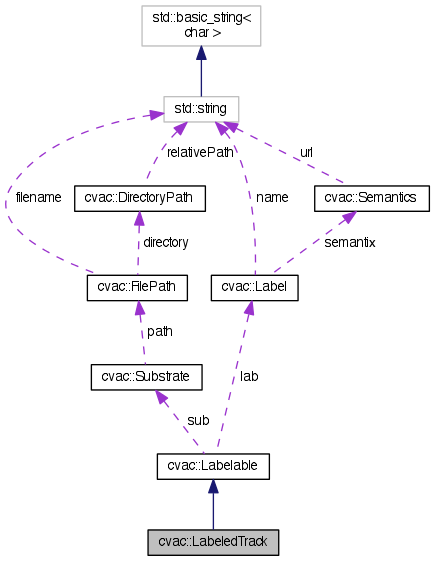 std::basic_string<
char >
std::string
relativePath
url
filename
cvac::DirectoryPath
name
cvac::Semantics
directory
semantix
cvac::FilePath
cvac::Label
path
cvac::Substrate
lab
sub
cvac::Labelable
cvac::LabeledTrack